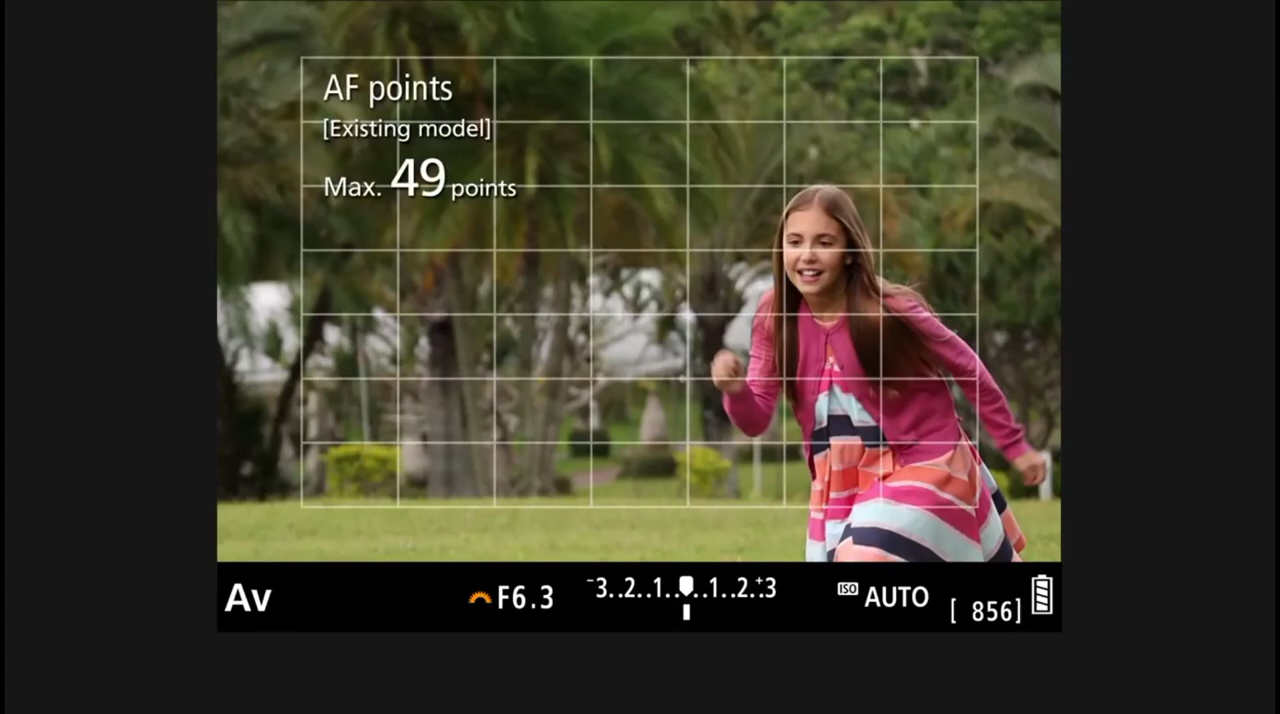 AF points
[Existing model]
Max. 49 points
Av F6.3 -3..2..1..▮..1..2..+3 ISO AUTO [ 856]